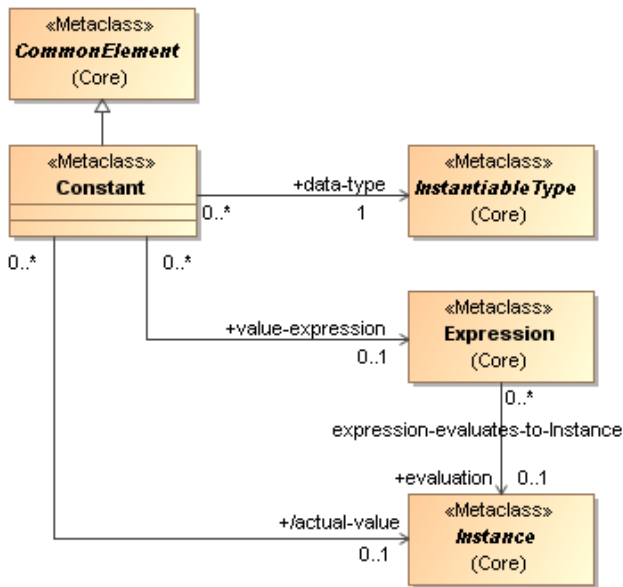 «Metaclass»
CommonElement
(Core)
«Metaclass»
Constant
«Metaclass»
InstantiableType
(Core)
+data-type
0..*
1
0..*
0..*
«Metaclass»
Expression
(Core)
+value-expression
0..1
0..*
expression-evaluates-to-Instance
+evaluation
0..1
«Metaclass»
Instance
(Core)
+/actual-value
0..1